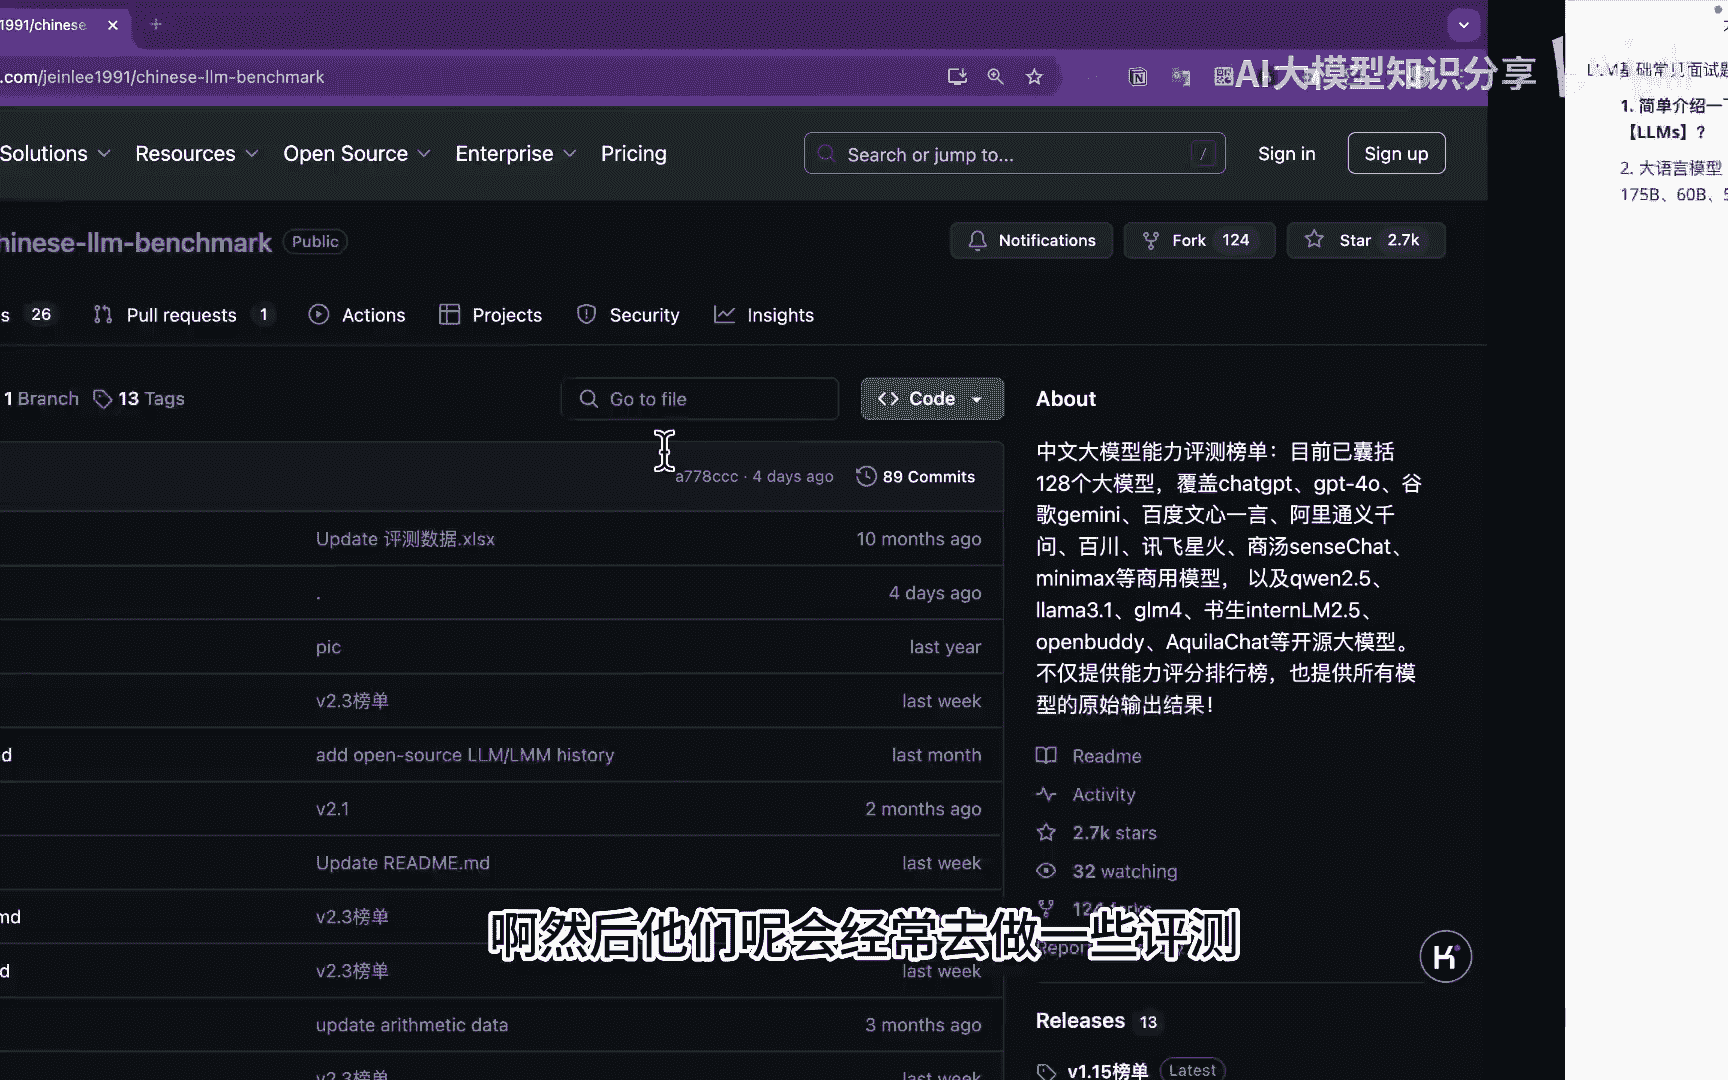 1991/chinese
.com/jeinlee1991/chinese-llm-benchmark
AI大模型知识分享
Solutions
Resources
Open Source
Enterprise
Pricing
Search or jump to...
/
Sign in
Sign up
LLM基础常见面试题
1. 简单介绍一下
【LLMs】?
2. 大语言模型
175B、60B、5
hinese-llm-benchmark
Public
Notifications
Fork 124
Star 2.7k
s 26
Pull requests 1
Actions
Projects
Security
Insights
1 Branch
13 Tags
Go to file
Code
a778ccc · 4 days ago
89 Commits
Update 评测数据.xlsx
10 months ago
.
4 days ago
pic
last year
v2.3榜单
last week
d
add open-source LLM/LMM history
last month
v2.1
2 months ago
Update README.md
last week
md
v2.3榜单
d
v2.3榜单
last week
update arithmetic data
3 months ago
v2.3榜单
last week
About
中文大模型能力评测榜单：目前已囊括
128个大模型，覆盖chatgpt、gpt-4o、谷
歌gemini、百度文心一言、阿里通义千
问、百川、讯飞星火、商汤senseChat、
minimax等商用模型， 以及qwen2.5、
llama3.1、glm4、书生internLM2.5、
openbuddy、AquilaChat等开源大模型。
不仅提供能力评分排行榜，也提供所有模
型的原始输出结果！
Readme
Activity
2.7k stars
32 watching
124 forks
Report
啊然后他们呢会经常去做一些评测
K
Releases 13
v1.15榜单
Latest